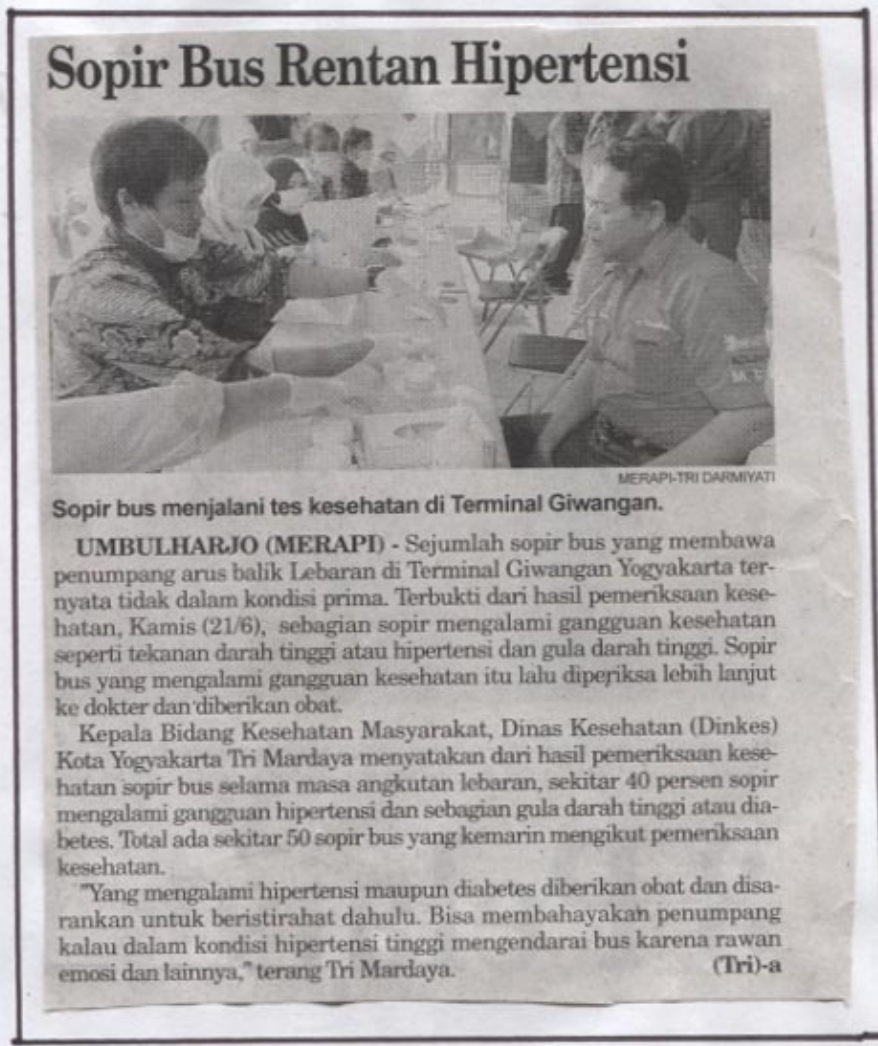 Sopir Bus Rentan Hipertensi
MERAPI-TRI DARMIYATI
Sopir bus menjalani tes kesehatan di Terminal Giwangan.
UMBULHARJO (MERAPI) - Sejumlah sopir bus yang membawa
penumpang arus balik Lebaran di Terminal Giwangan Yogyakarta ter-
nyata tidak dalam kondisi prima. Terbukti dari hasil pemeriksaan kese-
hatan, Kamis (21/6), sebagian sopir mengalami gangguan kesehatan
seperti tekanan darah tinggi atau hipertensi dan gula darah tinggi. Sopir
bus yang mengalami gangguan kesehatan itu lalu diperiksa lebih lanjut
ke dokter dan diberikan obat.
Kepala Bidang Kesehatan Masyarakat, Dinas Kesehatan (Dinkes)
Kota Yogyakarta Tri Mardaya menyatakan dari hasil pemeriksaan kese-
hatan sopir bus selama masa angkutan lebaran, sekitar 40 persen sopir
mengalami gangguan hipertensi dan sebagian gula darah tinggi atau dia-
betes. Total ada sekitar 50 sopir bus yang kemarin mengikut pemeriksaan
kesehatan.
"Yang mengalami hipertensi maupun diabetes diberikan obat dan disa-
rankan untuk beristirahat dahulu. Bisa membahayakan penumpang
kalau dalam kondisi hipertensi tinggi mengendarai bus karena rawan
emosi dan lainnya," terang Tri Mardaya. (Tri)-a